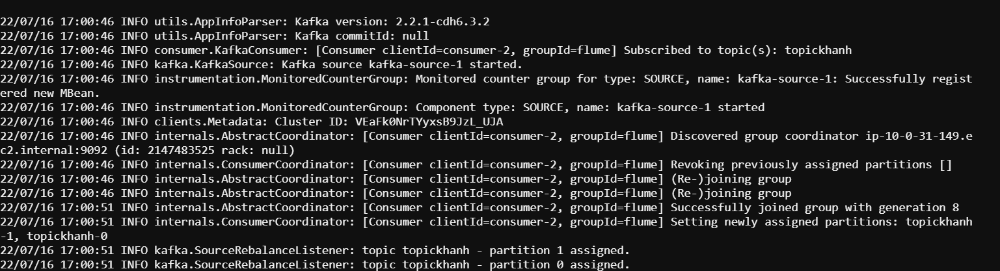 22/07/16 17:00:46 INFO utils.AppInfoParser: Kafka version: 2.2.1-cdh6.3.2
22/07/16 17:00:46 INFO utils.AppInfoParser: Kafka commitId: null
22/07/16 17:00:46 INFO consumer.KafkaConsumer: [Consumer clientId=consumer-2, groupId=flume] Subscribed to topic(s): topickhanh
22/07/16 17:00:46 INFO kafka.KafkaSource: Kafka source kafka-source-1 started.
22/07/16 17:00:46 INFO instrumentation.MonitoredCounterGroup: Monitored counter group for type: SOURCE, name: kafka-source-1: Successfully regist
ered new MBean.
22/07/16 17:00:46 INFO instrumentation.MonitoredCounterGroup: Component type: SOURCE, name: kafka-source-1 started
22/07/16 17:00:46 INFO clients.Metadata: Cluster ID: VEaFk0NrTYyxsB9JzL_UJA
22/07/16 17:00:46 INFO internals.AbstractCoordinator: [Consumer clientId=consumer-2, groupId=flume] Discovered group coordinator ip-10-0-31-149.e
c2.internal:9092 (id: 2147483525 rack: null)
22/07/16 17:00:46 INFO internals.ConsumerCoordinator: [Consumer clientId=consumer-2, groupId=flume] Revoking previously assigned partitions []
22/07/16 17:00:46 INFO internals.AbstractCoordinator: [Consumer clientId=consumer-2, groupId=flume] (Re-)joining group
22/07/16 17:00:46 INFO internals.AbstractCoordinator: [Consumer clientId=consumer-2, groupId=flume] (Re-)joining group
22/07/16 17:00:51 INFO internals.AbstractCoordinator: [Consumer clientId=consumer-2, groupId=flume] Successfully joined group with generation 8
22/07/16 17:00:51 INFO internals.ConsumerCoordinator: [Consumer clientId=consumer-2, groupId=flume] Setting newly assigned partitions: topickhanh
-1, topickhanh-0
22/07/16 17:00:51 INFO kafka.SourceRebalanceListener: topic topickhanh - partition 1 assigned.
22/07/16 17:00:51 INFO kafka.SourceRebalanceListener: topic topickhanh - partition 0 assigned.